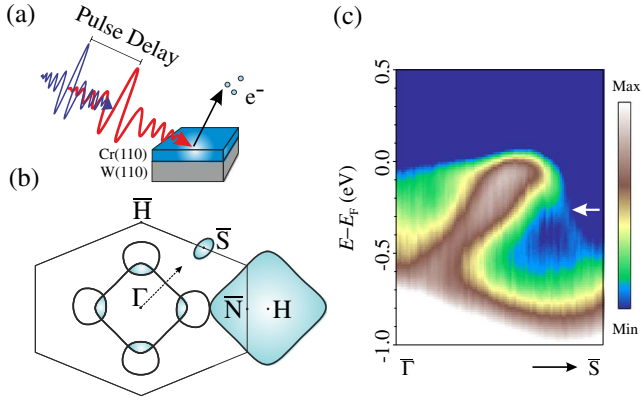 (a)
Pulse Delay
e⁻
Cr(110)
W(110)
(b)
H̅
S̅
Γ
N̅
H
(c)
E−E_F (eV)
0.5
0.0
-0.5
-1.0
Γ̅
S̅
Max
Min